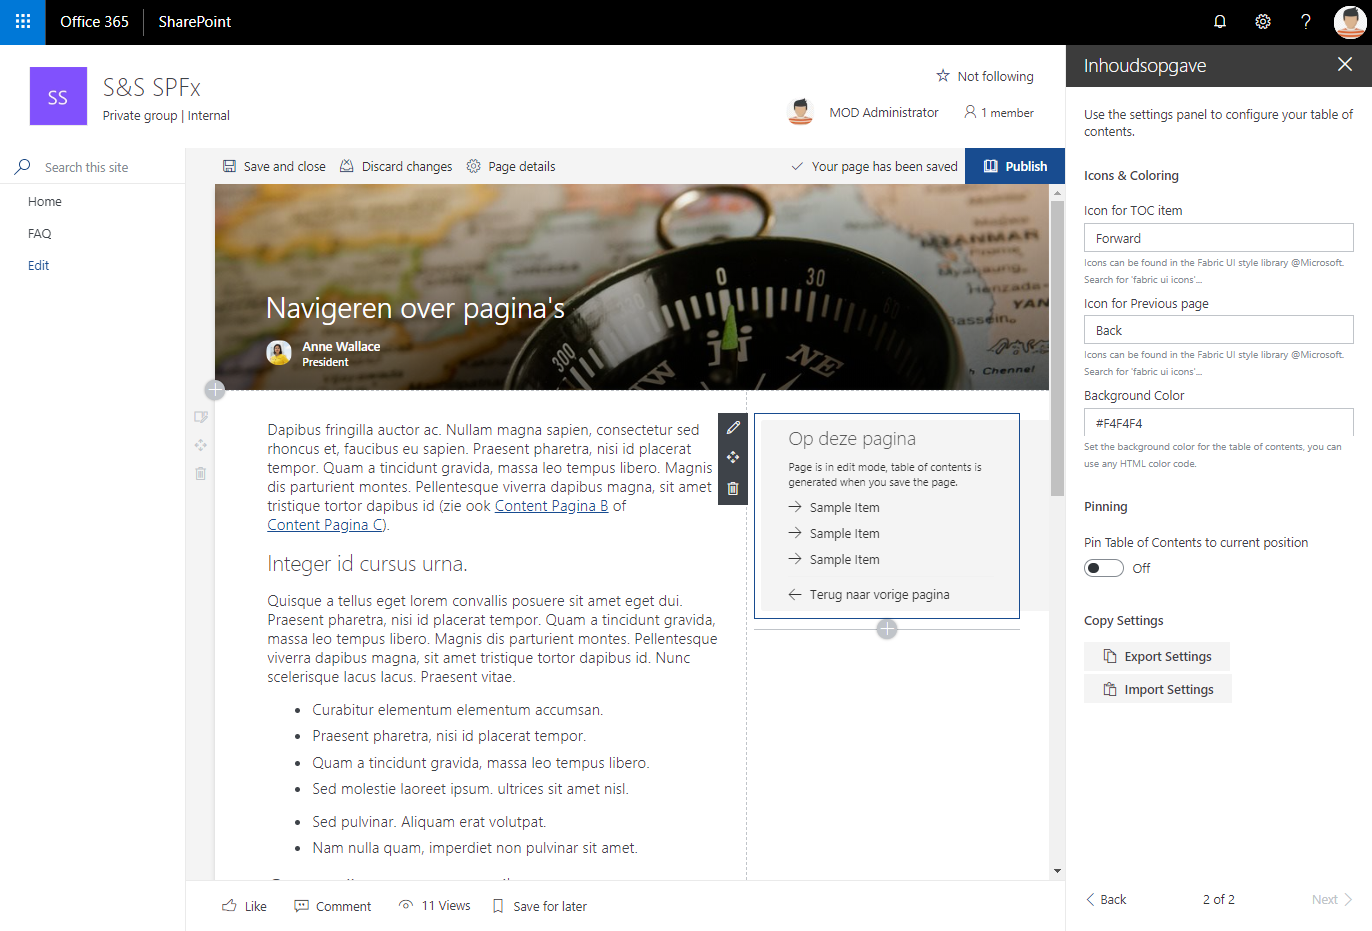 Office 365
SharePoint
SS
S&S SPFx
Private group | Internal
Not following
MOD Administrator
1 member
Search this site
Home
FAQ
Edit
Save and close
Discard changes
Page details
Your page has been saved
Publish
MYANMAR
0
30
300
NE
Chennel
Navigeren over pagina's
Anne Wallace
President
Dapibus fringilla auctor ac. Nullam magna sapien, consectetur sed
rhoncus et, faucibus eu sapien. Praesent pharetra, nisi id placerat
tempor. Quam a tincidunt gravida, massa leo tempus libero. Magnis
dis parturient montes. Pellentesque viverra dapibus magna, sit amet
tristique tortor dapibus id (zie ook Content Pagina B of
Content Pagina C).
Integer id cursus urna.
Quisque a tellus eget lorem convallis posuere sit amet eget dui.
Praesent pharetra, nisi id placerat tempor. Quam a tincidunt gravida,
massa leo tempus libero. Magnis dis parturient montes. Pellentesque
viverra dapibus magna, sit amet tristique tortor dapibus id. Nunc
scelerisque lacus lacus. Praesent vitae.
• Curabitur elementum elementum accumsan.
• Praesent pharetra, nisi id placerat tempor.
• Quam a tincidunt gravida, massa leo tempus libero.
• Sed molestie laoreet ipsum. ultrices sit amet nisl.
• Sed pulvinar. Aliquam erat volutpat.
• Nam nulla quam, imperdiet non pulvinar sit amet.
Op deze pagina
Page is in edit mode, table of contents is
generated when you save the page.
Sample Item
Sample Item
Sample Item
Terug naar vorige pagina
Like
Comment
11 Views
Save for later
Inhoudsopgave
Use the settings panel to configure your table of
contents.
Icons & Coloring
Icon for TOC item
Forward
Icons can be found in the Fabric UI style library @Microsoft.
Search for 'fabric ui icons'...
Icon for Previous page
Back
Icons can be found in the Fabric UI style library @Microsoft.
Search for 'fabric ui icons'...
Background Color
#F4F4F4
Set the background color for the table of contents, you can
use any HTML color code.
Pinning
Pin Table of Contents to current position
Off
Copy Settings
Export Settings
Import Settings
Back
2 of 2
Next